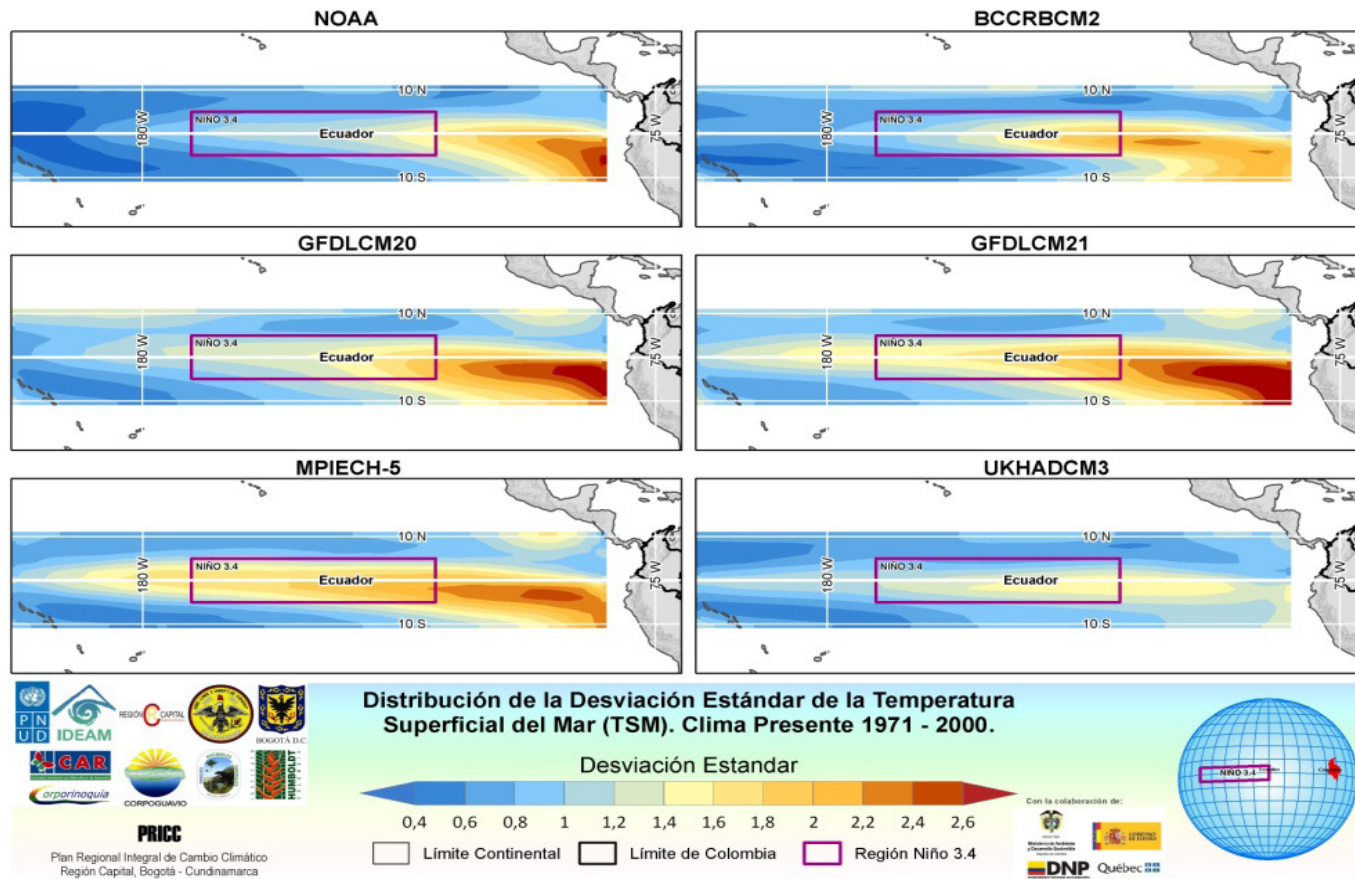 NOAA
10 N
NIÑO 3.4
180 W
Ecuador
75 W
10 S
BCCRBCM2
10 N
NIÑO 3.4
180 W
Ecuador
75 W
10 S
GFDLCM20
10 N
NIÑO 3.4
180 W
Ecuador
75 W
10 S
GFDLCM21
10 N
NIÑO 3.4
180 W
Ecuador
75 W
10 S
MPIECH-5
10 N
NIÑO 3.4
180 W
Ecuador
75 W
10 S
UKHADCM3
10 N
NIÑO 3.4
180 W
Ecuador
75 W
10 S
P N
U D
IDEAM
REGIÓN CAPITAL
BOGOTÁ D.C.
CAR
Corporinoquia
CORPOGUAVIO
HUMBOLDT
PRICC
Plan Regional Integral de Cambio Climático
Región Capital, Bogotá - Cundinamarca
Distribución de la Desviación Estándar de la Temperatura
Superficial del Mar (TSM). Clima Presente 1971 - 2000.
Desviación Estandar
0,4 0,6 0,8 1 1,2 1,4 1,6 1,8 2 2,2 2,4 2,6
Límite Continental Límite de Colombia Región Niño 3.4
NIÑO 3.4
Con la colaboración de:
GOBIERNO
DE ESPAÑA
DNP
Québec